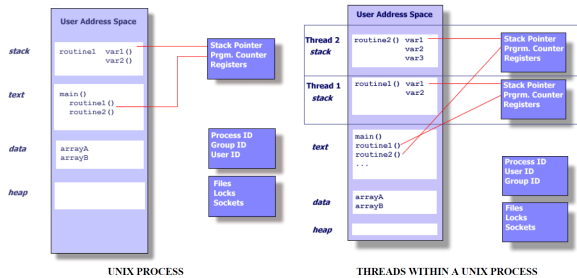 User Address Space
stack
routine1 var1()
var2()
text
main()
routine1()
routine2()
data
arrayA
arrayB
heap
Stack Pointer
Prgrm. Counter
Registers
Process ID
Group ID
User ID
Files
Locks
Sockets
UNIX PROCESS
User Address Space
Thread 2
stack
routine2() var1
var2
var3
Thread 1
stack
routine1() var1
var2
text
main()
routine1()
routine2()
...
data
arrayA
arrayB
heap
Stack Pointer
Prgrm. Counter
Registers
Stack Pointer
Prgrm. Counter
Registers
Process ID
User ID
Group ID
Files
Locks
Sockets
THREADS WITHIN A UNIX PROCESS